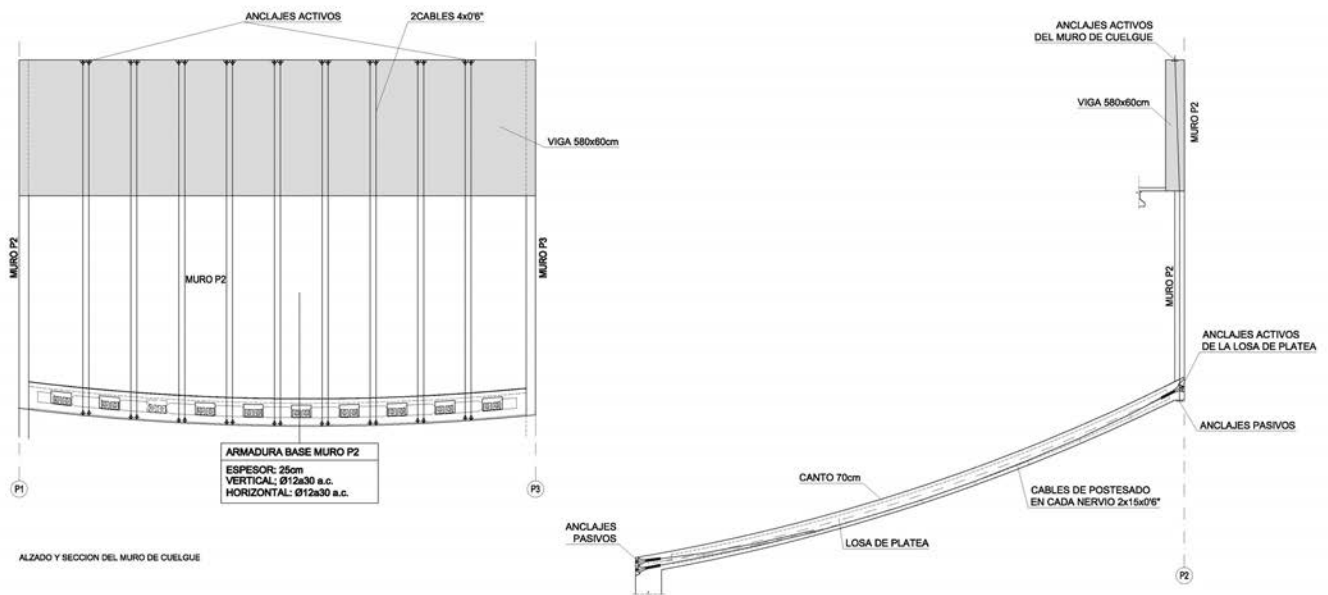 ANCLAJES ACTIVOS
2CABLES 4x0'6"
VIGA 580x60cm
MURO P2
MURO P2
MURO P3
ARMADURA BASE MURO P2
ESPESOR: 25cm
VERTICAL; Ø12a30 a.c.
HORIZONTAL: Ø12a30 a.c.
P1
P3
ALZADO Y SECCION DEL MURO DE CUELGUE
ANCLAJES ACTIVOS
DEL MURO DE CUELGUE
VIGA 580x60cm
MURO P2
MURO P2
ANCLAJES ACTIVOS
DE LA LOSA DE PLATEA
ANCLAJES PASIVOS
CANTO 70cm
CABLES DE POSTESADO
EN CADA NERVIO 2x15x0'6"
ANCLAJES
PASIVOS
LOSA DE PLATEA
P2